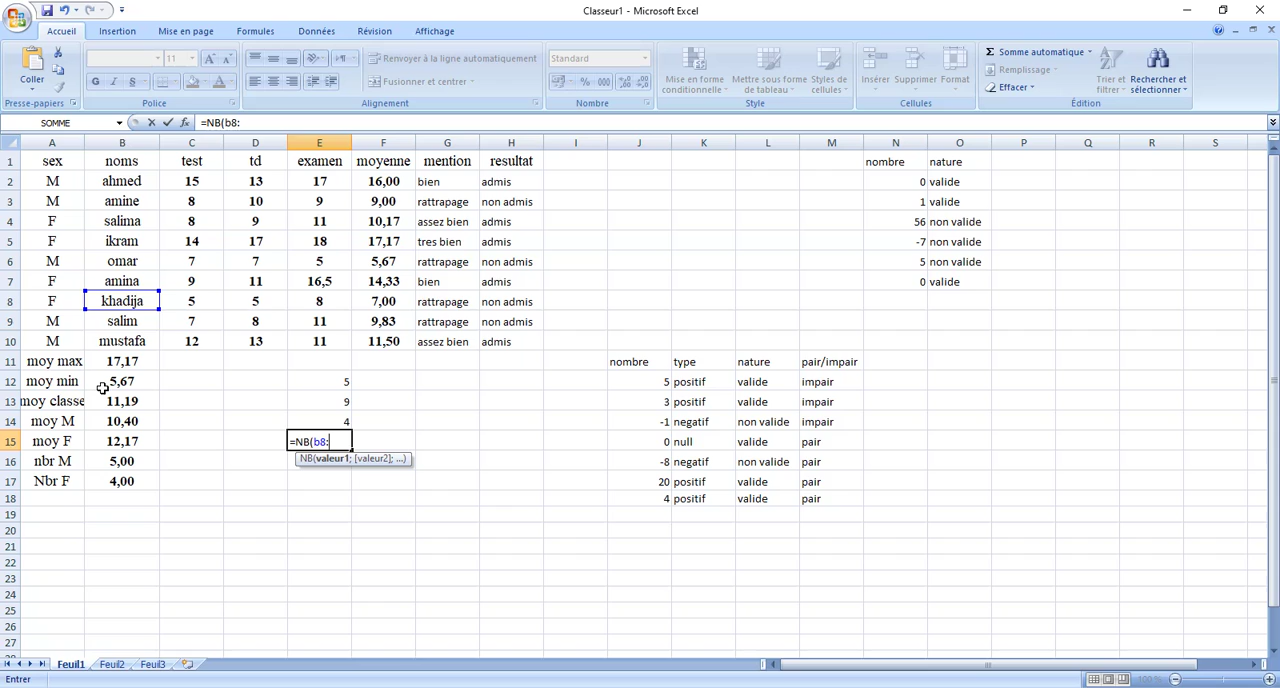 Classeur1 - Microsoft Excel
Accueil Insertion Mise en page Formules Données Révision Affichage
Coller
Presse-papiers
11
G I S
Police
Renvoyer à la ligne automatiquement
Fusionner et centrer
Alignement
Standard
% 000
Nombre
Mise en forme conditionnelle
Mettre sous forme de tableau
Styles de cellules
Style
Insérer Supprimer Format
Cellules
Somme automatique
Remplissage
Effacer
Trier et filtrer
Rechercher et sélectionner
Édition
SOMME =NB(b8:
A B C D E F G H I J K L M N O P Q R S
1 sex noms test td examen moyenne mention resultat nombre nature
2 M ahmed 15 13 17 16,00 bien admis 0 valide
3 M amine 8 10 9 9,00 rattrapage non admis 1 valide
4 F salima 8 9 11 10,17 assez bien admis 56 non valide
5 F ikram 14 17 18 17,17 tres bien admis -7 non valide
6 M omar 7 7 5 5,67 rattrapage non admis 5 non valide
7 F amina 9 11 16,5 14,33 bien admis 0 valide
8 F khadija 5 5 8 7,00 rattrapage non admis
9 M salim 7 8 11 9,83 rattrapage non admis
10 M mustafa 12 13 11 11,50 assez bien admis
11 moy max 17,17 nombre type nature pair/impair
12 moy min 5,67 5 5 positif valide impair
13 moy classe 11,19 9 3 positif valide impair
14 moy M 10,40 4 -1 negatif non valide impair
15 moy F 12,17 =NB(b8: 0 null valide pair
NB(valeur1; [valeur2]; ...)
16 nbr M 5,00 -8 negatif non valide pair
17 Nbr F 4,00 20 positif valide pair
18 4 positif valide pair
19
20
21
22
23
24
25
26
27
28
Feuil1 Feuil2 Feuil3
Entrer 100 %